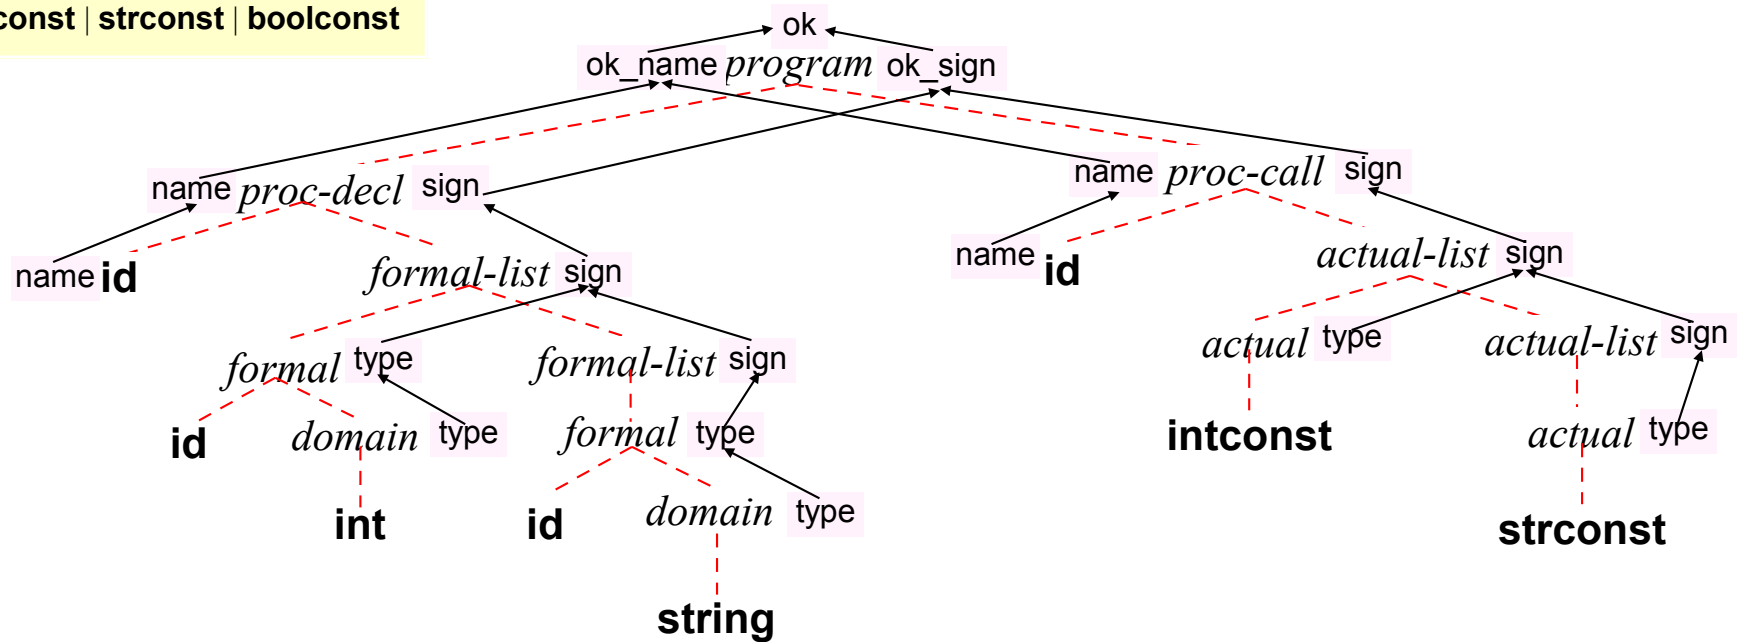 const | strconst | boolconst
ok
ok_name program ok_sign
name proc-decl sign
name proc-call sign
name id
formal-list sign
name id
actual-list sign
formal type
formal-list sign
actual type
actual-list sign
id
domain type
formal type
intconst
actual type
int
id
domain type
strconst
string